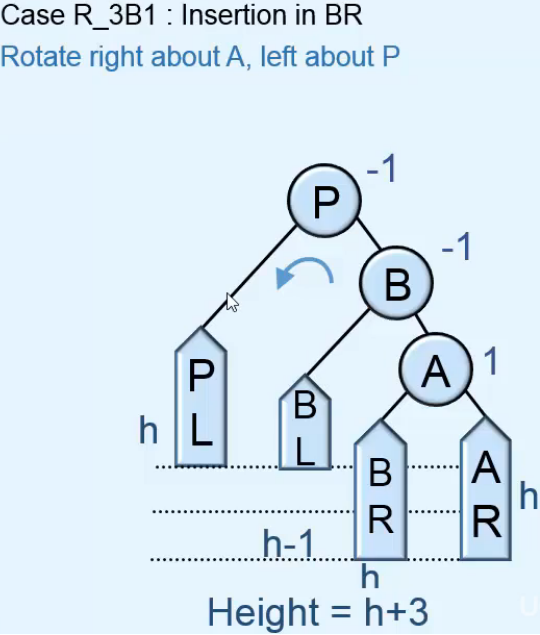 Case R_3B1 : Insertion in BR
Rotate right about A, left about P
-1
P
-1
B
1
A
P
L
h
B
L
B
R
A
R
h
h-1
h
Height = h+3